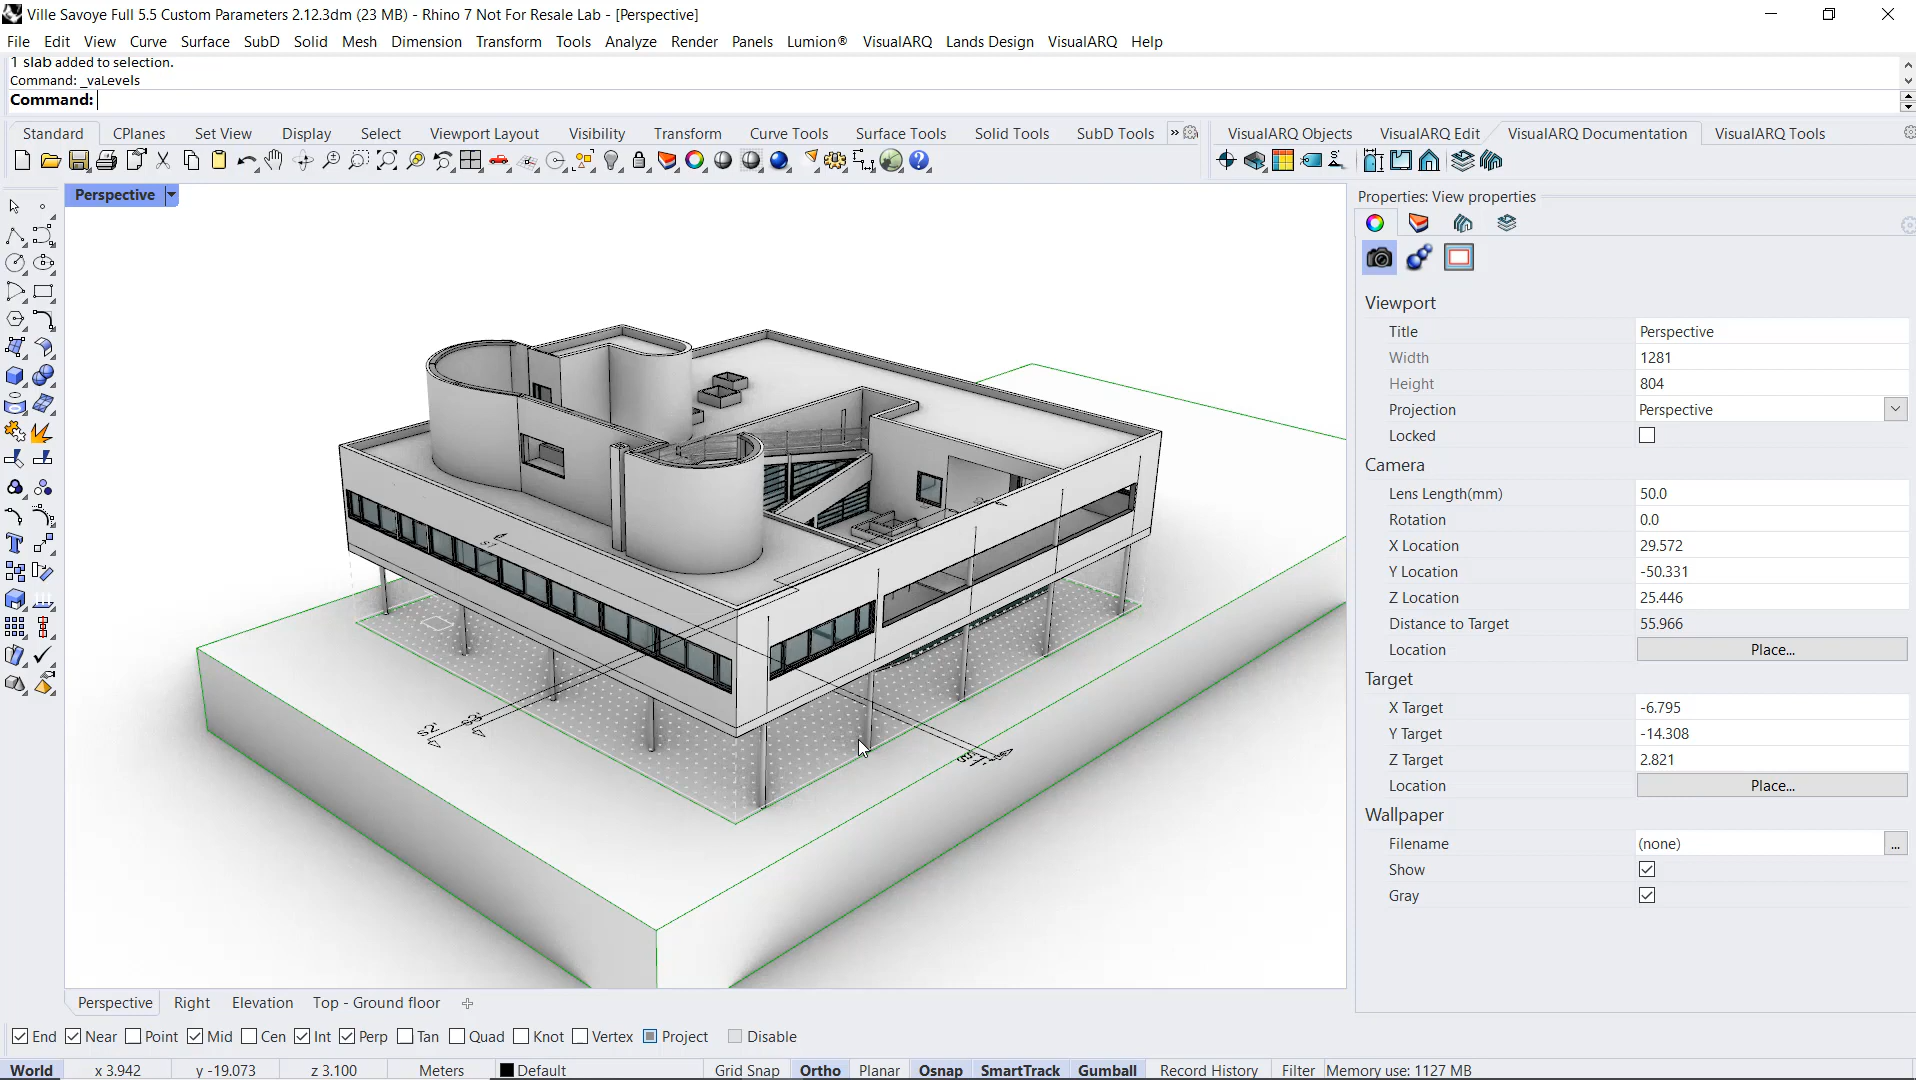 Ville Savoye Full 5.5 Custom Parameters 2.12.3dm (23 MB) - Rhino 7 Not For Resale Lab - [Perspective]
File Edit View Curve Surface SubD Solid Mesh Dimension Transform Tools Analyze Render Panels Lumion® VisualARQ Lands Design VisualARQ Help
1 slab added to selection.
Command: _vaLevels
Command:
Standard CPlanes Set View Display Select Viewport Layout Visibility Transform Curve Tools Surface Tools Solid Tools SubD Tools » VisualARQ Objects VisualARQ Edit VisualARQ Documentation VisualARQ Tools
Perspective
Properties: View properties
Viewport
Title Perspective
Width 1281
Height 804
Projection Perspective
Locked
Camera
Lens Length(mm) 50.0
Rotation 0.0
X Location 29.572
Y Location -50.331
Z Location 25.446
Distance to Target 55.966
Location Place...
Target
X Target -6.795
Y Target -14.308
Z Target 2.821
Location Place...
Wallpaper
Filename (none) ...
Show
Gray
S2' S3'
Perspective Right Elevation Top - Ground floor
End Near Point Mid Cen Int Perp Tan Quad Knot Vertex Project Disable
World x 3.942 y -19.073 z 3.100 Meters Default Grid Snap Ortho Planar Osnap SmartTrack Gumball Record History Filter Memory use: 1127 MB